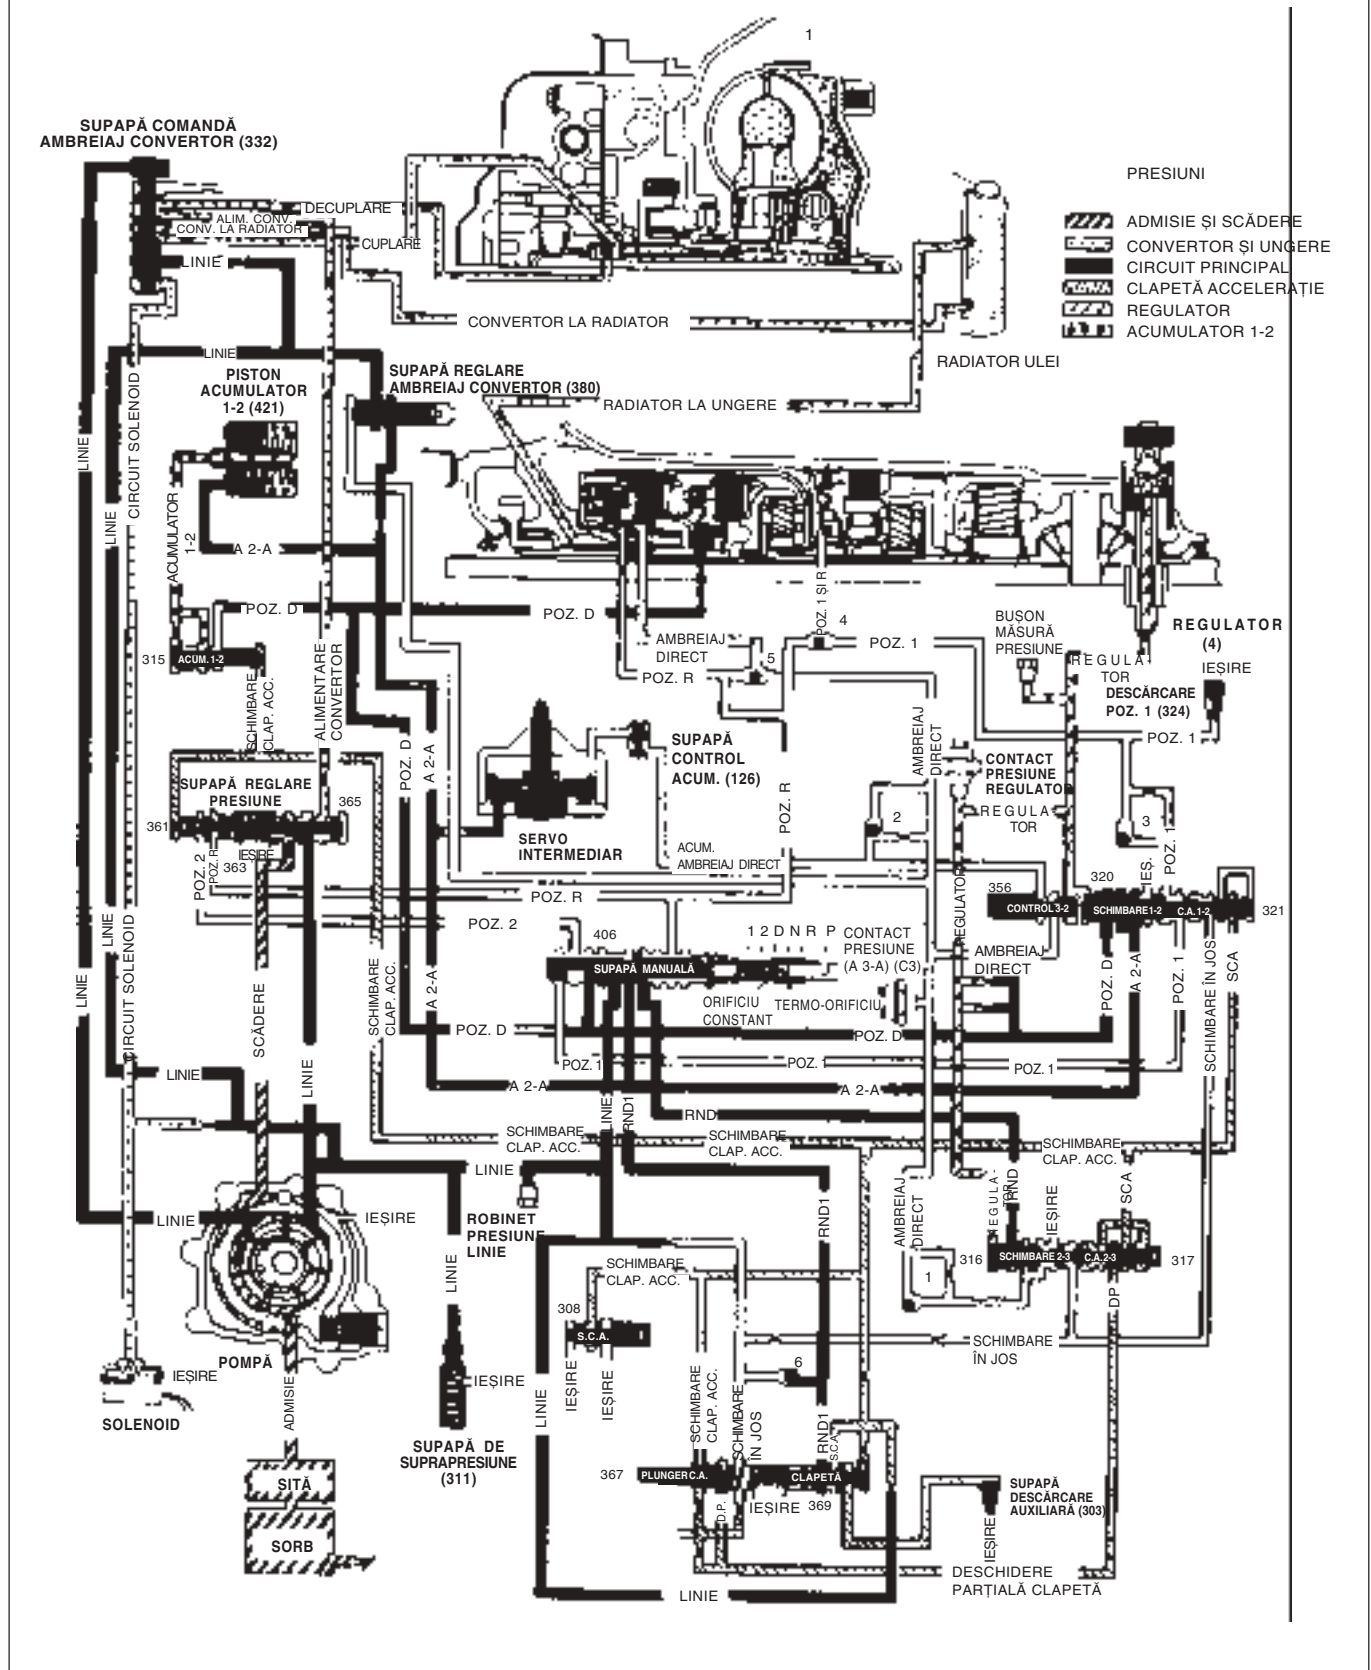 1
SUPAPĂ COMANDĂ
AMBREIAJ CONVERTOR (332)
PRESIUNI
ADMISIE ȘI SCĂDERE
CONVERTOR ȘI UNGERE
CIRCUIT PRINCIPAL
CLAPETĂ ACCELERAȚIE
REGULATOR
ACUMULATOR 1-2
DECUPLARE
ALIM. CONV.
CONV. LA RADIATOR
CUPLARE
LINIE
CONVERTOR LA RADIATOR
RADIATOR ULEI
LINIE
SUPAPĂ REGLARE
AMBREIAJ CONVERTOR (380)
PISTON
ACUMULATOR
1-2 (421)
RADIATOR LA UNGERE
LINIE
LINIE
CIRCUIT SOLENOID
ACUMULATOR
1-2
A 2-A
POZ. D
POZ. D
POZ. 1 ȘI R
4
POZ. 1
BUȘON
MĂSURĂ
PRESIUNE
REGULATOR
(4)
IEȘIRE
REGULA-
TOR
DESCĂRCARE
POZ. 1 (324)
POZ. 1
315
ACUM. 1-2
AMBREIAJ
DIRECT
5
POZ. R
SCHIMBARE
CLAP. ACC.
ALIMENTARE
CONVERTOR
POZ. D
A 2-A
SUPAPĂ
CONTROL
ACUM. (126)
AMBREIAJ
DIRECT
CONTACT
PRESIUNE
REGULATOR
REGULA-
TOR
SUPAPĂ REGLARE
PRESIUNE
365
361
IEȘIRE
363
POZ. 2
POZ. R
SERVO
INTERMEDIAR
POZ. R
2
3
ACUM.
AMBREIAJ DIRECT
POZ. 1
IEȘ.
320
356
CONTROL 3-2
SCHIMBARE 1-2
C.A. 1-2
321
POZ. R
POZ. 2
406
1 2 D N R P
CONTACT
PRESIUNE
(A 3-A) (C3)
REGULATOR
AMBREIAJ
DIRECT
SUPAPĂ MANUALĂ
ORIFICIU
CONSTANT
TERMO-ORIFICIU
POZ. D
A 2-A
POZ. 1
SCHIMBARE ÎN JOS
SCA
LINIE
LINIE
CIRCUIT SOLENOID
SCĂDERE
LINIE
SCHIMBARE
CLAP. ACC.
A 2-A
POZ. D
POZ. D
POZ. 1
POZ. 1
POZ. 1
LINIE
A 2-A
A 2-A
LINIE
RND1
RND
SCHIMBARE
CLAP. ACC.
SCHIMBARE
CLAP. ACC.
SCHIMBARE
CLAP. ACC.
LINIE
ROBINET
PRESIUNE
LINIE
LINIE
IEȘIRE
LINIE
RND1
AMBREIAJ
DIRECT
REGULA-
TOR
RND
IEȘIRE
SCA
316
SCHIMBARE 2-3
C.A. 2-3
317
1
DP
SCHIMBARE
CLAP. ACC.
308
S.C.A.
IEȘIRE
IEȘIRE
SCHIMBARE
ÎN JOS
6
POMPĂ
IEȘIRE
SOLENOID
ADMISIE
IEȘIRE
LINIE
SCHIMBARE
CLAP. ACC.
SCHIMBARE
ÎN JOS
RND1
S.C.A.
SUPAPĂ DE
SUPRAPRESIUNE
(311)
367
PLUNGER C.A.
CLAPETĂ
IEȘIRE
369
D.P.
SUPAPĂ
DESCĂRCARE
AUXILIARĂ (303)
IEȘIRE
SITĂ
SORB
DESCHIDERE
PARȚIALĂ CLAPETĂ
LINIE